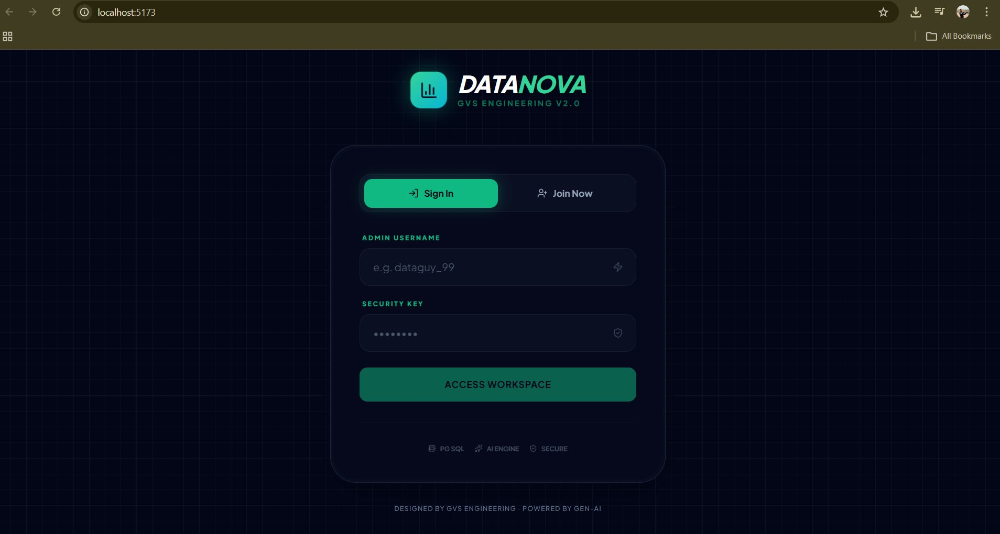 localhost:5173
All Bookmarks
DATANOVA
GVS ENGINEERING V2.0
Sign In
Join Now
ADMIN USERNAME
e.g. dataguy_99
SECURITY KEY
••••••••
ACCESS WORKSPACE
PG SQL AI ENGINE SECURE
DESIGNED BY GVS ENGINEERING · POWERED BY GEN-AI